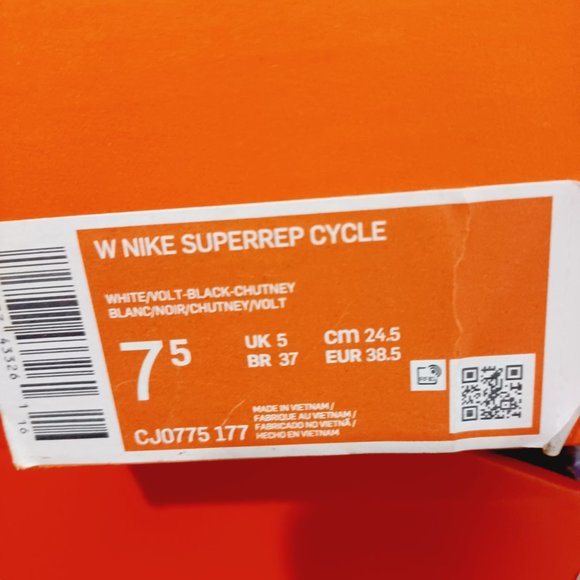 W NIKE SUPERREP CYCLE
WHITE/VOLT-BLACK-CHUTNEY
BLANC/NOIR/CHUTNEY/VOLT
7 5
UK 5 cm 24.5
BR 37 EUR 38.5
CJ0775 177
MADE IN VIETNAM /
FABRIQUE AU VIETNAM /
FABRICADO NO VIETNÃ /
HECHO EN VIETNAM